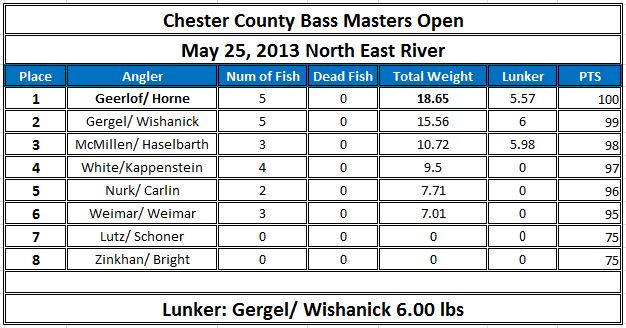 Chester County Bass Masters Open
May 25, 2013 North East River
Place Angler Num of Fish Dead Fish Total Weight Lunker PTS
1 Geerlof/ Horne 5 0 18.65 5.57 100
2 Gergel/ Wishanick 5 0 15.56 6 99
3 McMillen/ Haselbarth 3 0 10.72 5.98 98
4 White/Kappenstein 4 0 9.5 0 97
5 Nurk/ Carlin 2 0 7.71 0 96
6 Weimar/ Weimar 3 0 7.01 0 95
7 Lutz/ Schoner 0 0 0 0 75
8 Zinkhan/ Bright 0 0 0 0 75
Lunker: Gergel/ Wishanick 6.00 lbs